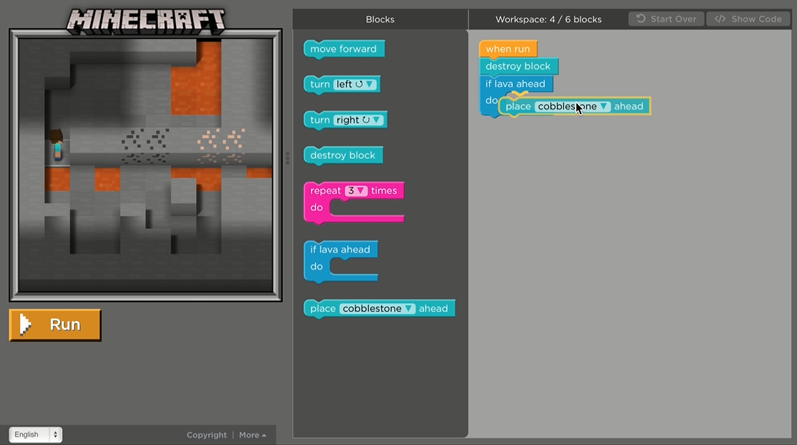 MINECRAFT
Blocks
Workspace: 4 / 6 blocks
Start Over
</> Show Code
move forward
turn left ↺ ▼
turn right ↻ ▼
destroy block
repeat 3 ▼ times
do
if lava ahead
do
place cobblestone ▼ ahead
when run
destroy block
if lava ahead
do
place cobblestone ▼ ahead
Run
English
Copyright | More ▲